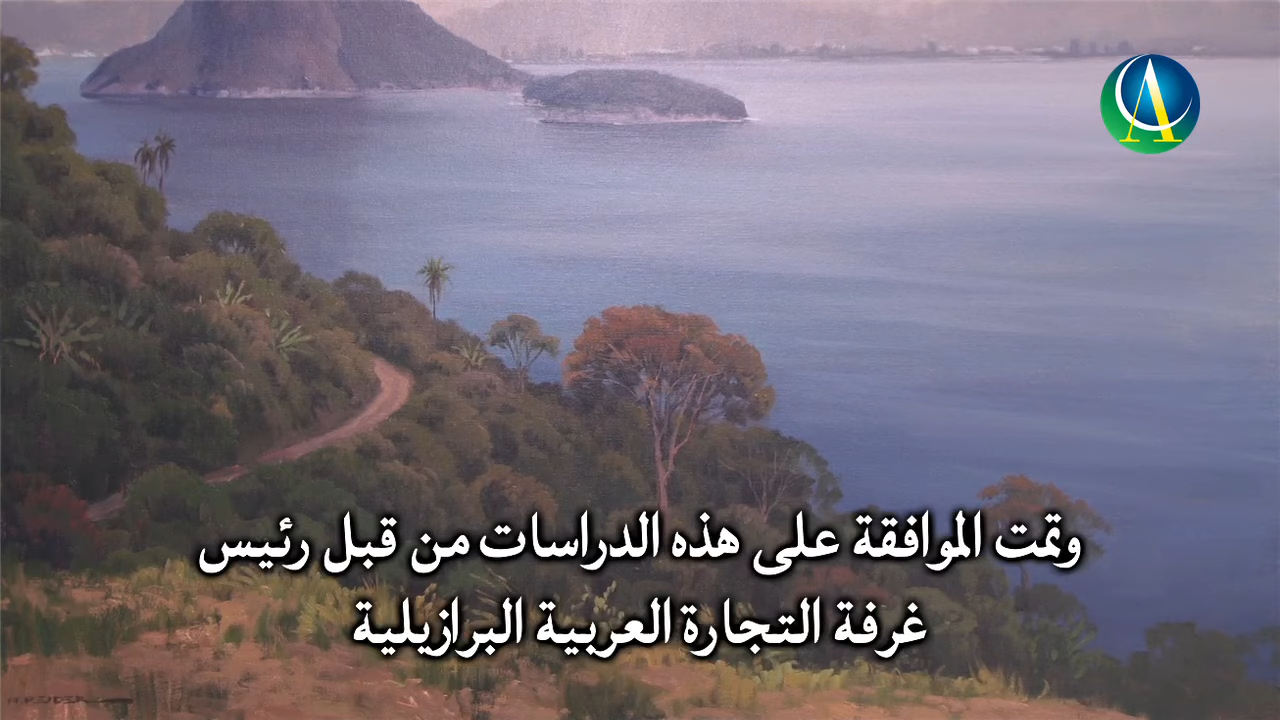 وتمت الموافقة على هذه الدراسات من قبل رئيس
غرفة التجارة العربية البرازيلية